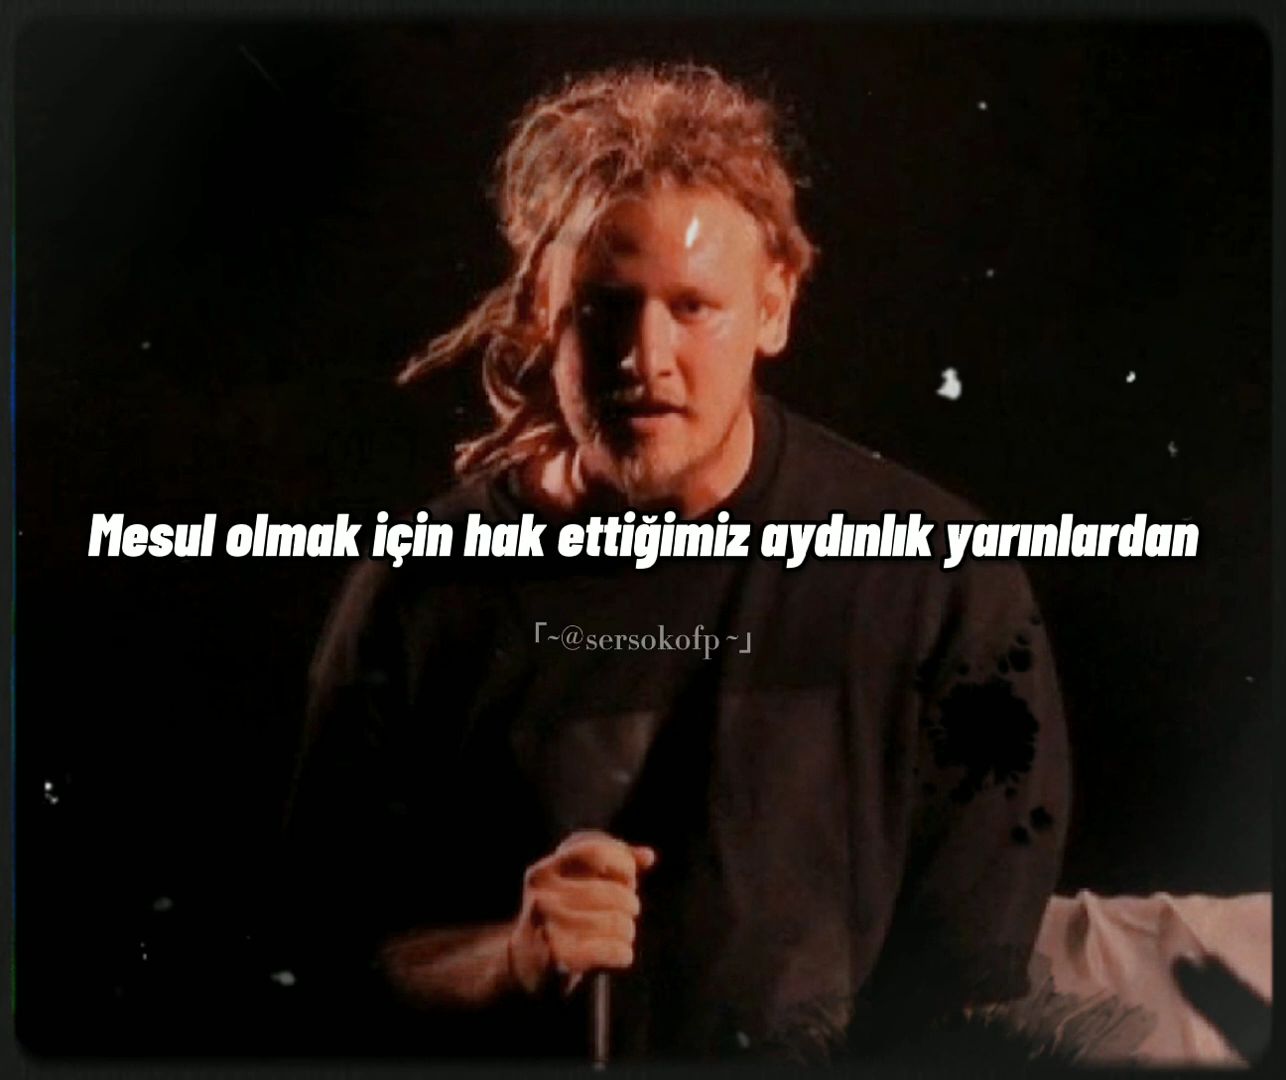 Mesul olmak için hak ettiğimiz aydınlık yarınlardan
「~@sersokofp~」